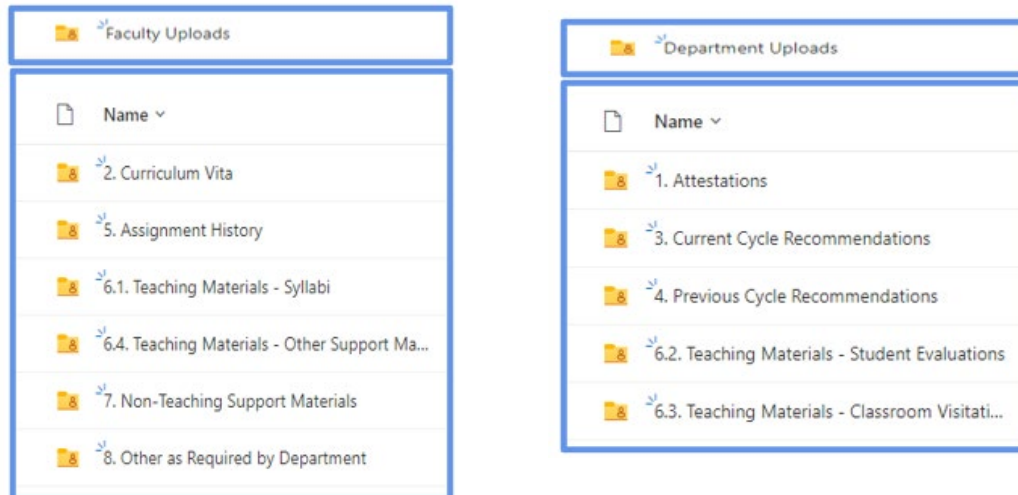 Faculty Uploads
Name
2. Curriculum Vita
5. Assignment History
6.1. Teaching Materials - Syllabi
6.4. Teaching Materials - Other Support Ma...
7. Non-Teaching Support Materials
8. Other as Required by Department
Department Uploads
Name
1. Attestations
3. Current Cycle Recommendations
4. Previous Cycle Recommendations
6.2. Teaching Materials - Student Evaluations
6.3. Teaching Materials - Classroom Visitati...